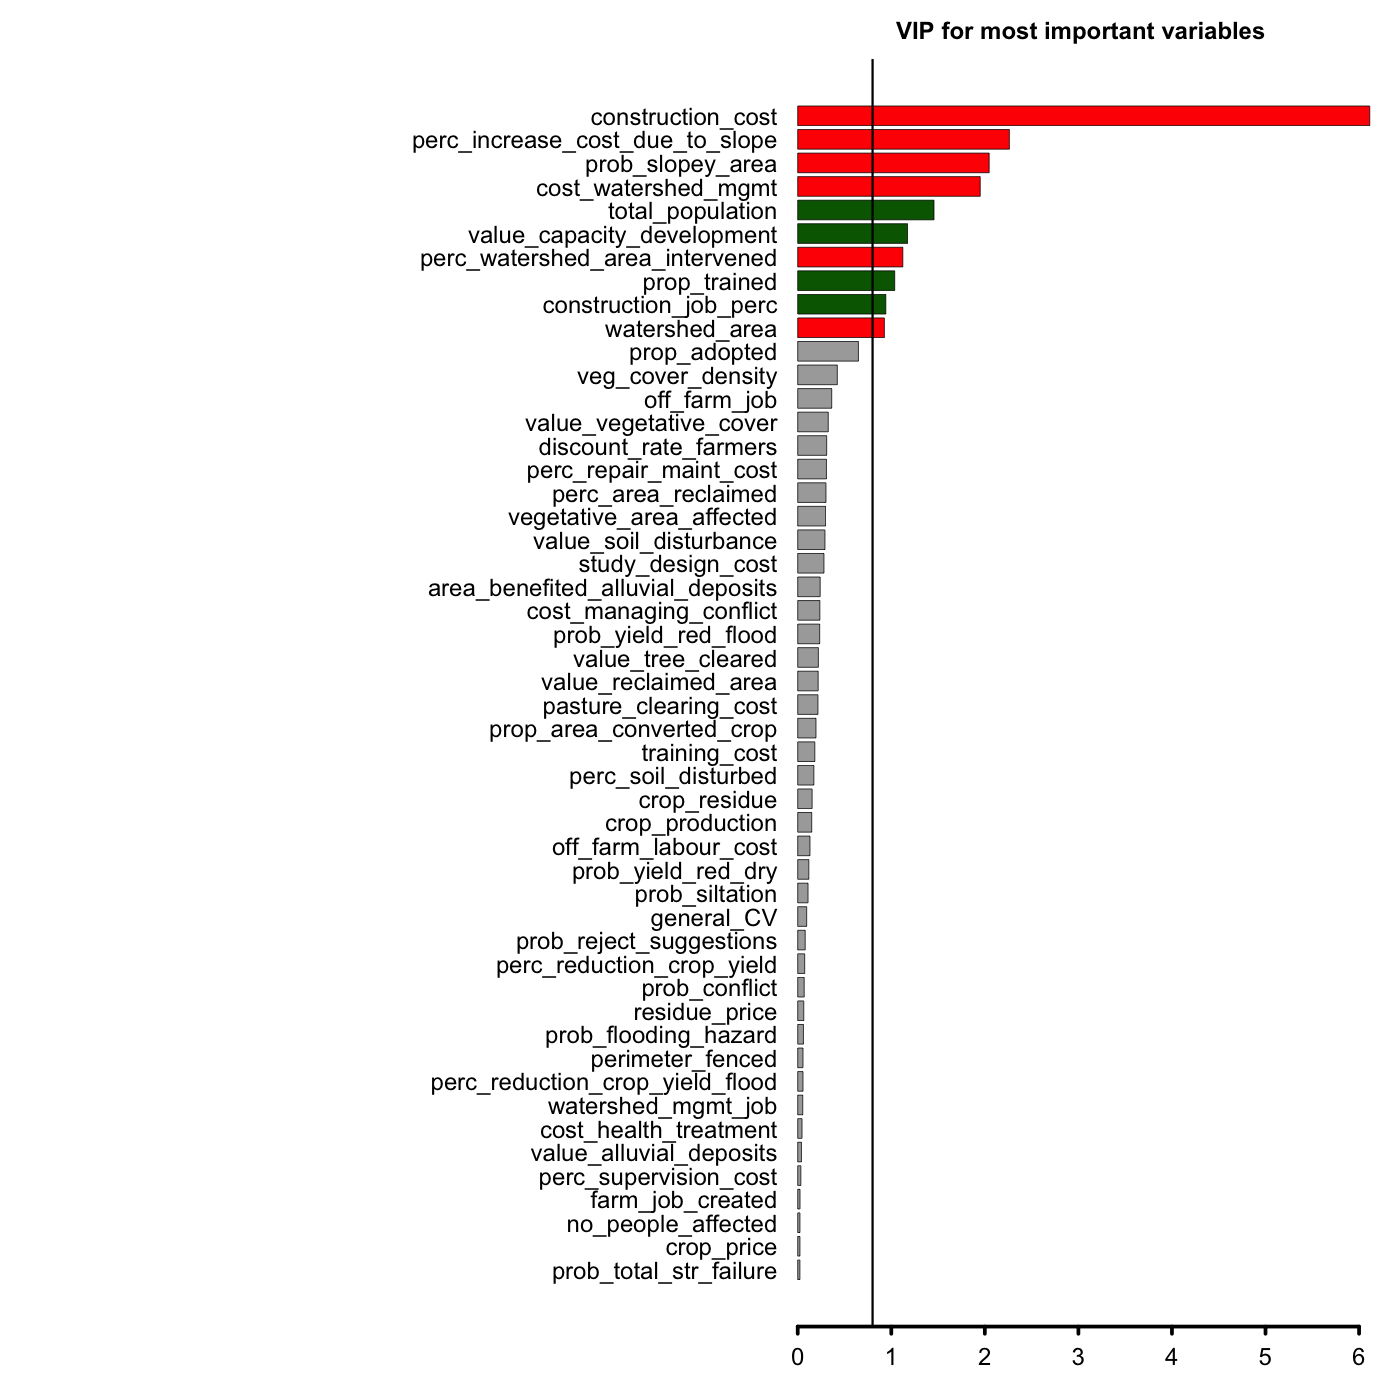 VIP for most important variables
construction_cost
perc_increase_cost_due_to_slope
prob_slopey_area
cost_watershed_mgmt
total_population
value_capacity_development
perc_watershed_area_intervened
prop_trained
construction_job_perc
watershed_area
prop_adopted
veg_cover_density
off_farm_job
value_vegetative_cover
discount_rate_farmers
perc_repair_maint_cost
perc_area_reclaimed
vegetative_area_affected
value_soil_disturbance
study_design_cost
area_benefited_alluvial_deposits
cost_managing_conflict
prob_yield_red_flood
value_tree_cleared
value_reclaimed_area
pasture_clearing_cost
prop_area_converted_crop
training_cost
perc_soil_disturbed
crop_residue
crop_production
off_farm_labour_cost
prob_yield_red_dry
prob_siltation
general_CV
prob_reject_suggestions
perc_reduction_crop_yield
prob_conflict
residue_price
prob_flooding_hazard
perimeter_fenced
perc_reduction_crop_yield_flood
watershed_mgmt_job
cost_health_treatment
value_alluvial_deposits
perc_supervision_cost
farm_job_created
no_people_affected
crop_price
prob_total_str_failure
0 1 2 3 4 5 6